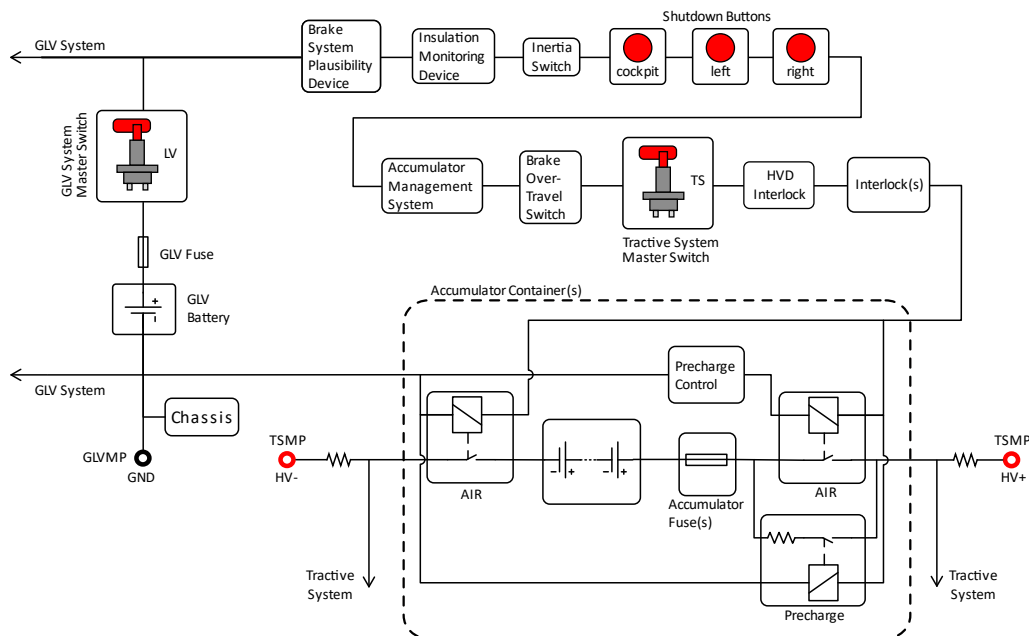 GLV System
Brake
System
Plausibility
Device
Insulation
Monitoring
Device
Inertia
Switch
Shutdown Buttons
cockpit
left
right
GLV System
Master Switch
LV
Accumulator
Management
System
Brake
Over-
Travel
Switch
TS
Tractive System
Master Switch
HVD
Interlock
Interlock(s)
GLV Fuse
+
GLV
Battery
Accumulator Container(s)
GLV System
Precharge
Control
Chassis
GLVMP
GND
TSMP
HV-
AIR
- + - +
Accumulator
Fuse(s)
AIR
TSMP
HV+
Tractive
System
Precharge
Tractive
System